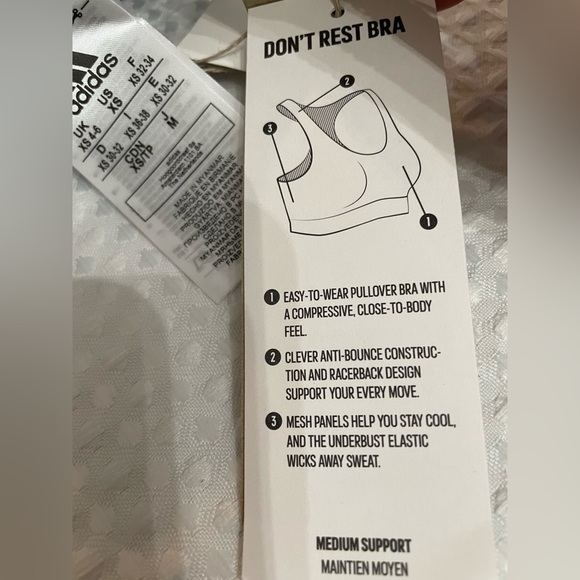 DON'T REST BRA
2
3
1
1 EASY-TO-WEAR PULLOVER BRA WITH
A COMPRESSIVE, CLOSE-TO-BODY
FEEL.
2 CLEVER ANTI-BOUNCE CONSTRUC-
TION AND RACERBACK DESIGN
SUPPORT YOUR EVERY MOVE.
3 MESH PANELS HELP YOU STAY COOL,
AND THE UNDERBUST ELASTIC
WICKS AWAY SWEAT.
MEDIUM SUPPORT
MAINTIEN MOYEN
adidas
UK US F
XS 4-6 XS XS 32-34
D I E
XS 30-32 XS 36-38 XS 30-32
CDN J
XS/TP M
MADE IN MYANMAR